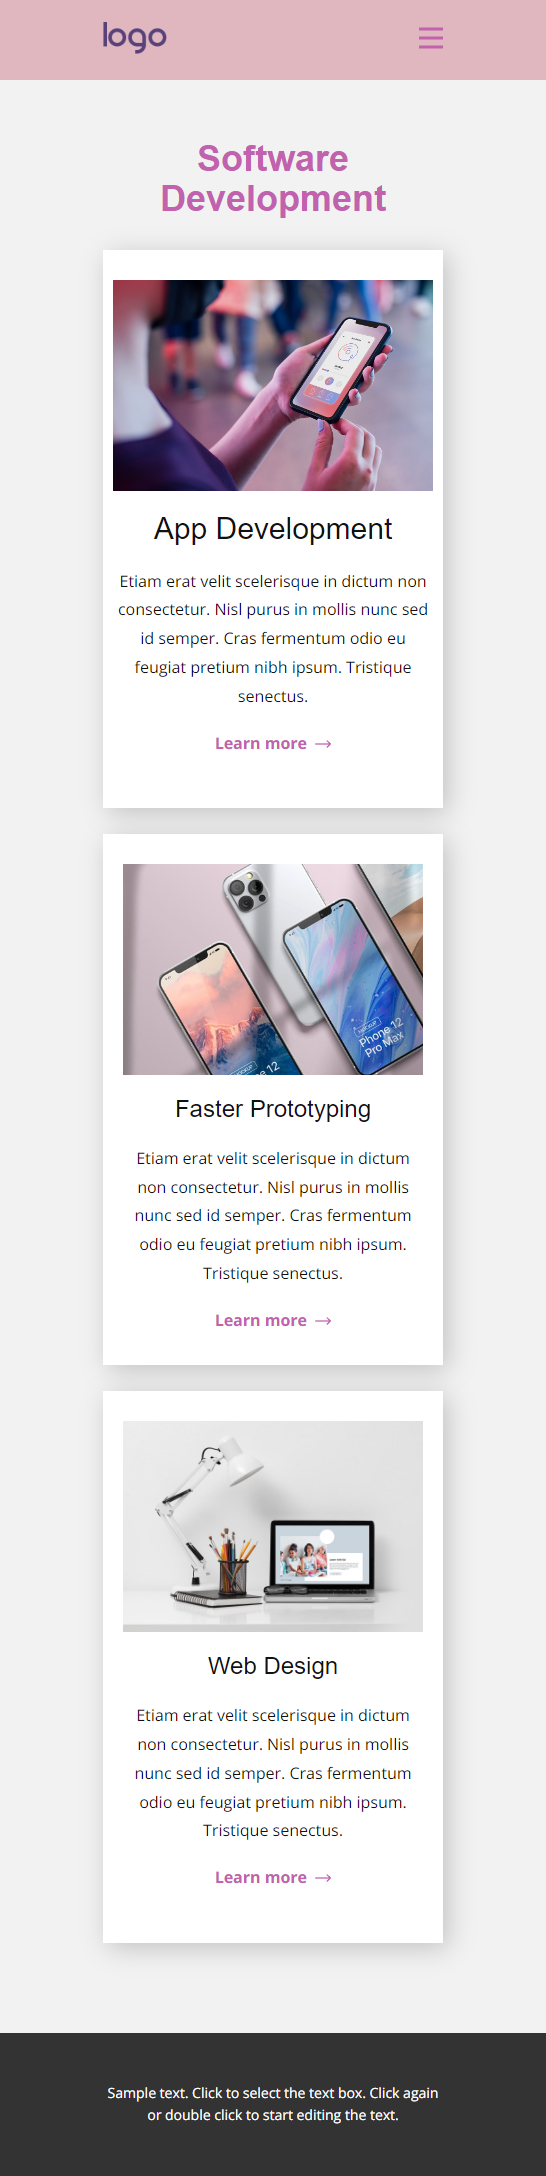 logo
Software
Development
App Development
Etiam erat velit scelerisque in dictum non
consectetur. Nisl purus in mollis nunc sed
id semper. Cras fermentum odio eu
feugiat pretium nibh ipsum. Tristique
senectus.
Learn more →
Phone 12
Pro Max
12
Faster Prototyping
Etiam erat velit scelerisque in dictum
non consectetur. Nisl purus in mollis
nunc sed id semper. Cras fermentum
odio eu feugiat pretium nibh ipsum.
Tristique senectus.
Learn more →
Web Design
Etiam erat velit scelerisque in dictum
non consectetur. Nisl purus in mollis
nunc sed id semper. Cras fermentum
odio eu feugiat pretium nibh ipsum.
Tristique senectus.
Learn more →
Sample text. Click to select the text box. Click again
or double click to start editing the text.